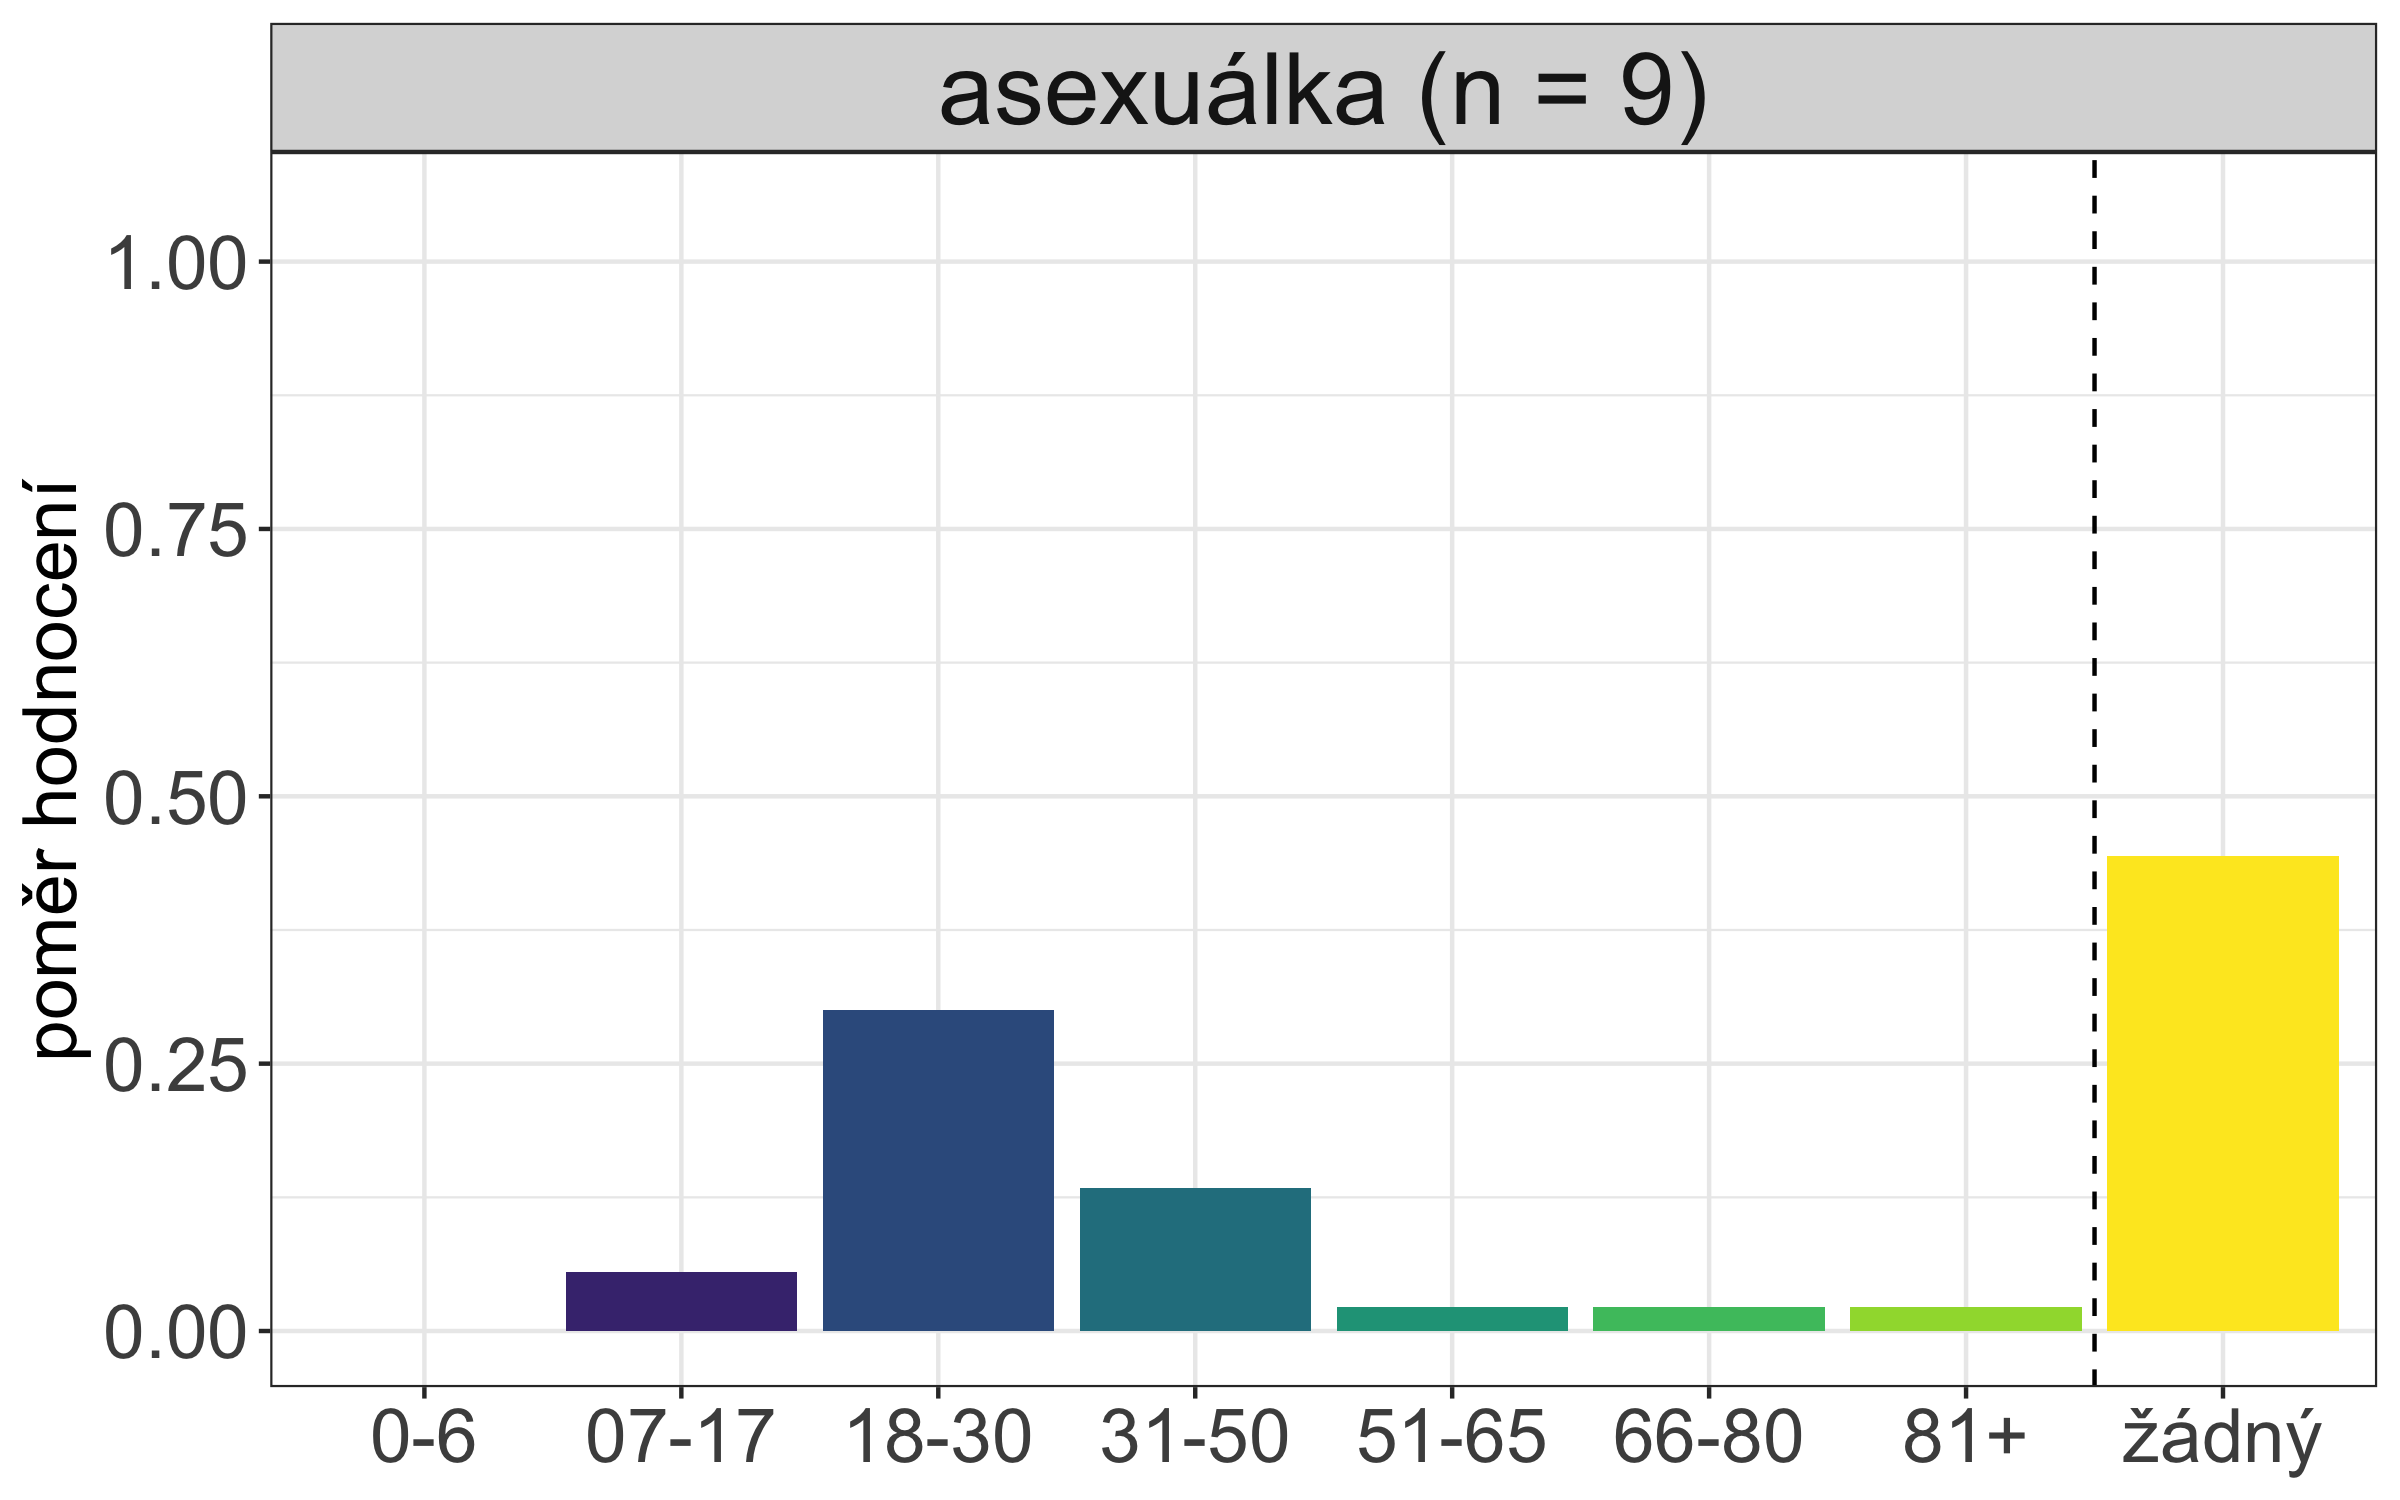 asexuálka (n = 9)
poměr hodnocení
1.00
0.75
0.50
0.25
0.00
0-6 07-17 18-30 31-50 51-65 66-80 81+ žádný